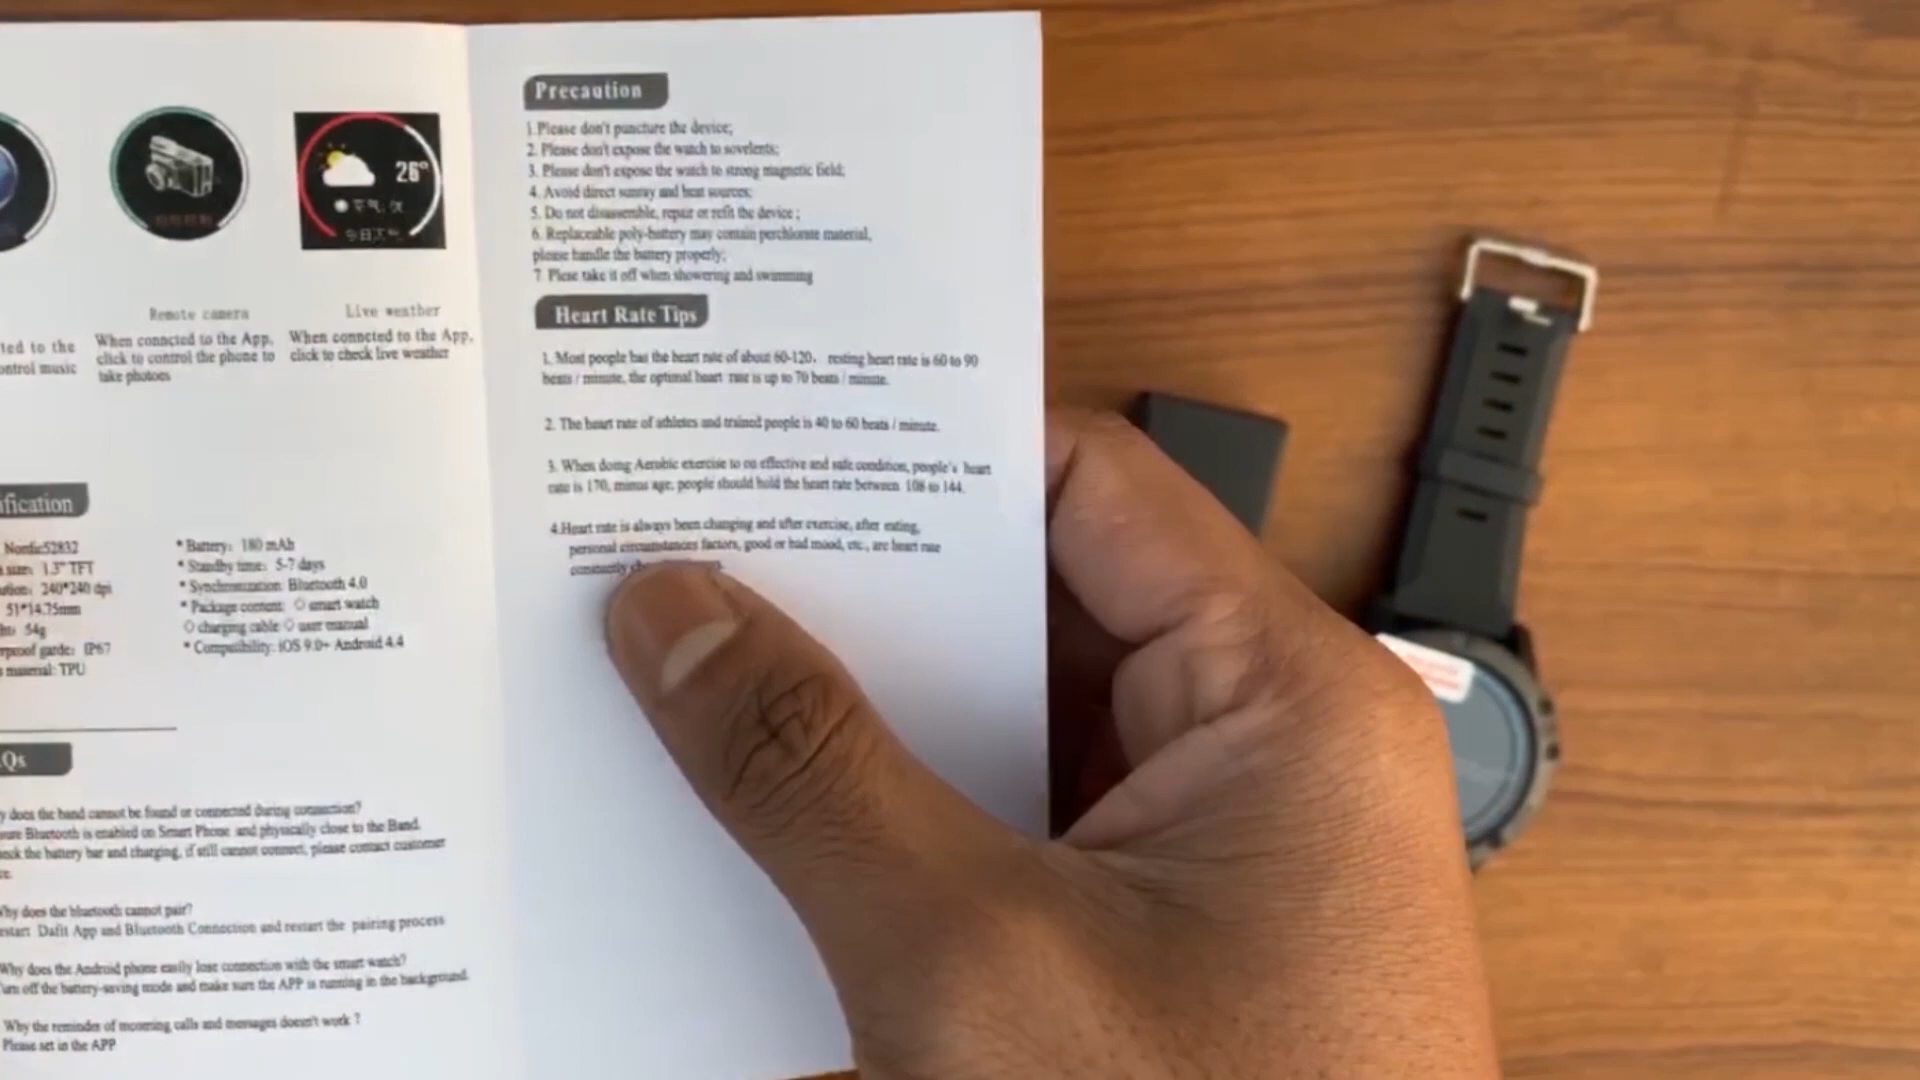 26°
今日天气
Remote camera
Live weather
ted to the
ontrol music
When conncted to the App,
click to control the phone to
take photoes
When conncted to the App,
click to check live weather
ification
Nordic52832
size: 1.3" TFT
ution: 240*240 dpi
51*14.75mm
ht: 54g
rpoof garde: IP67
material: TPU
* Battery: 180 mAh
* Standby time: 5-7 days
* Synchronization: Bluetooth 4.0
* Package content: ◇ smart watch
◇ charging cable ◇ user manual
* Compatibility: iOS 9.0+ Android 4.4
Qs
y does the band cannot be found or connected during connection?
sure Bluetooth is enabled on Smart Phone and physically close to the Band.
eck the battery bar and charging, if still cannot connect, please contact customer
ce.
Why does the bluetooth cannot pair?
estart Dafit App and Bluetooth Connection and restart the pairing process
Why does the Android phone easily lose connection with the smart watch?
Turn off the battery-saving mode and make sure the APP is running in the background.
Why the reminder of incoming calls and messages doesn't work ?
Please set in the APP
Precaution
1.Please don't puncture the device;
2. Please don't expose the watch to sovelents;
3. Please don't expose the watch to strong magnetic field;
4. Avoid direct sunray and heat sources;
5. Do not disassemble, repair or refit the device ;
6. Replaceable poly-battery may contain perchlorate material,
please handle the battery properly;
7. Plese take it off when showering and swimming
Heart Rate Tips
1. Most people has the heart rate of about 60-120, resting heart rate is 60 to 90
beats / minute, the optimal heart rate is up to 70 beats / minute.
2. The heart rate of athletes and trained people is 40 to 60 beats / minute.
3. When doing Aerobic exercise to on effective and safe condition, people's heart
rate is 170, minus age, people should hold the heart rate between 108 to 144.
4.Heart rate is always been changing and after exercise, after eating,
personal circumstances factors, good or bad mood, etc., are heart rate
constantly